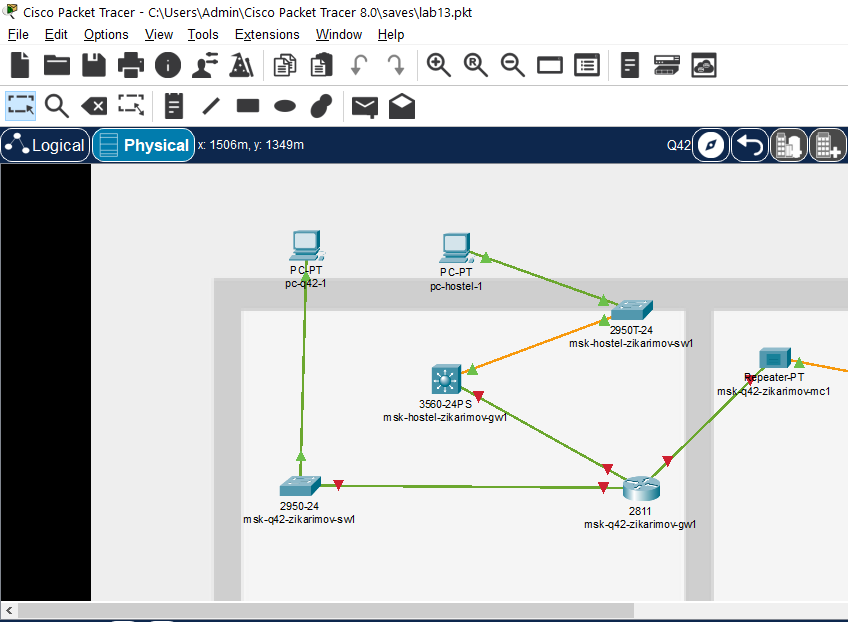 Cisco Packet Tracer - C:\Users\Admin\Cisco Packet Tracer 8.0\saves\lab13.pkt
File Edit Options View Tools Extensions Window Help
Logical Physical x: 1506m, y: 1349m Q42
PC-PT
pc-q42-1
PC-PT
pc-hostel-1
2950T-24
msk-hostel-zikarimov-sw1
Repeater-PT
msk-q42-zikarimov-mc1
3560-24PS
msk-hostel-zikarimov-gw1
2950-24
msk-q42-zikarimov-sw1
2811
msk-q42-zikarimov-gw1